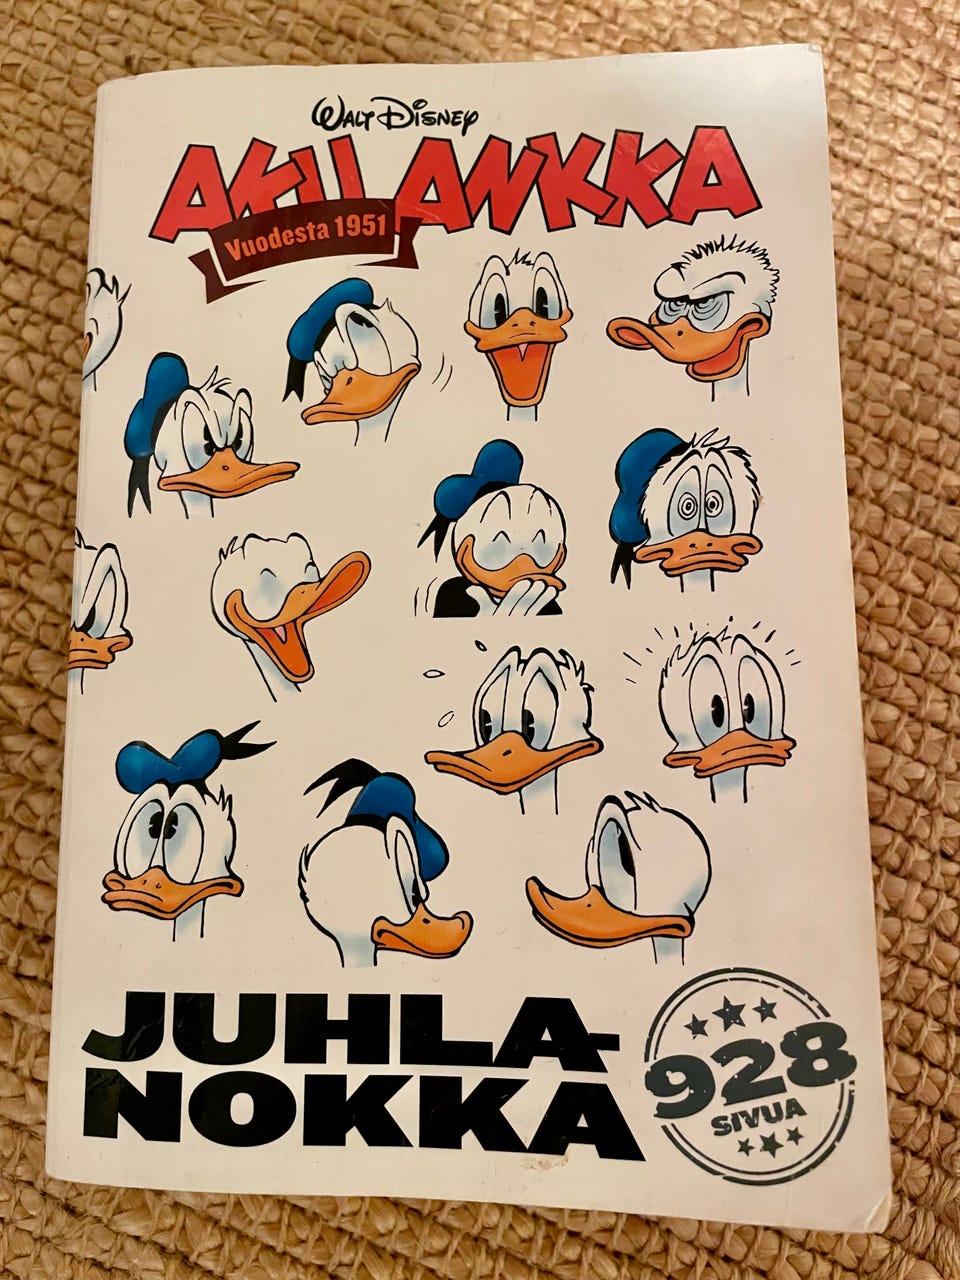 WALT DISNEY
AKU ANKKA
Vuodesta 1951
JUHLA-
NOKKA
928
SIVUA